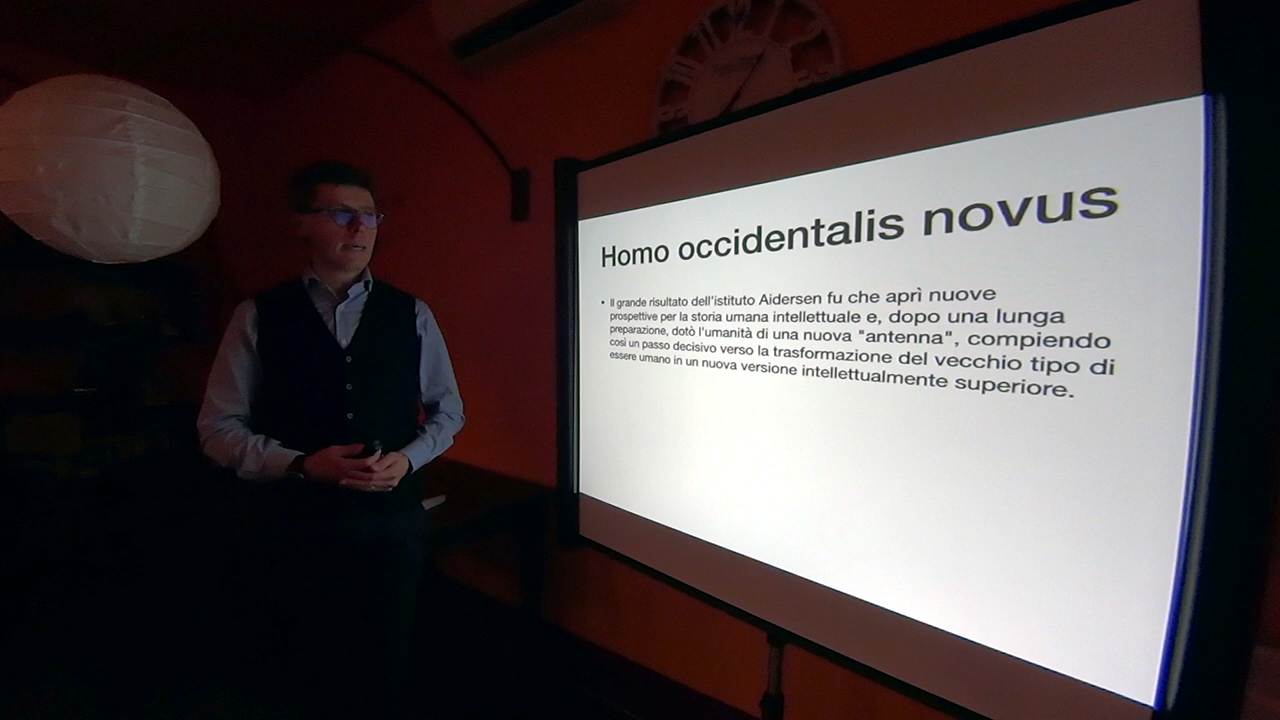 Homo occidentalis novus
• Il grande risultato dell'istituto Aidersen fu che aprì nuove
prospettive per la storia umana intellettuale e, dopo una lunga
preparazione, dotò l'umanità di una nuova "antenna", compiendo
così un passo decisivo verso la trasformazione del vecchio tipo di
essere umano in un nuova versione intellettualmente superiore.